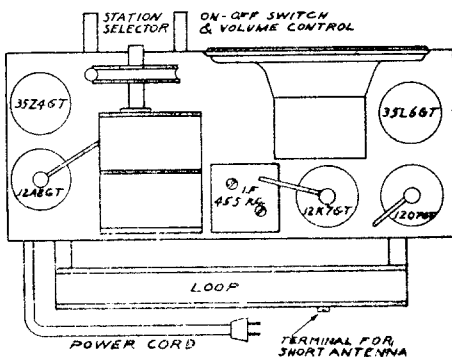 STATION
SELECTOR
ON-OFF SWITCH
& VOLUME CONTROL
35Z4GT
35L6GT
12A8GT
I.F
455 KC
12K7GT
12Q7GT
LOOP
POWER CORD
TERMINAL FOR
SHORT ANTENNA